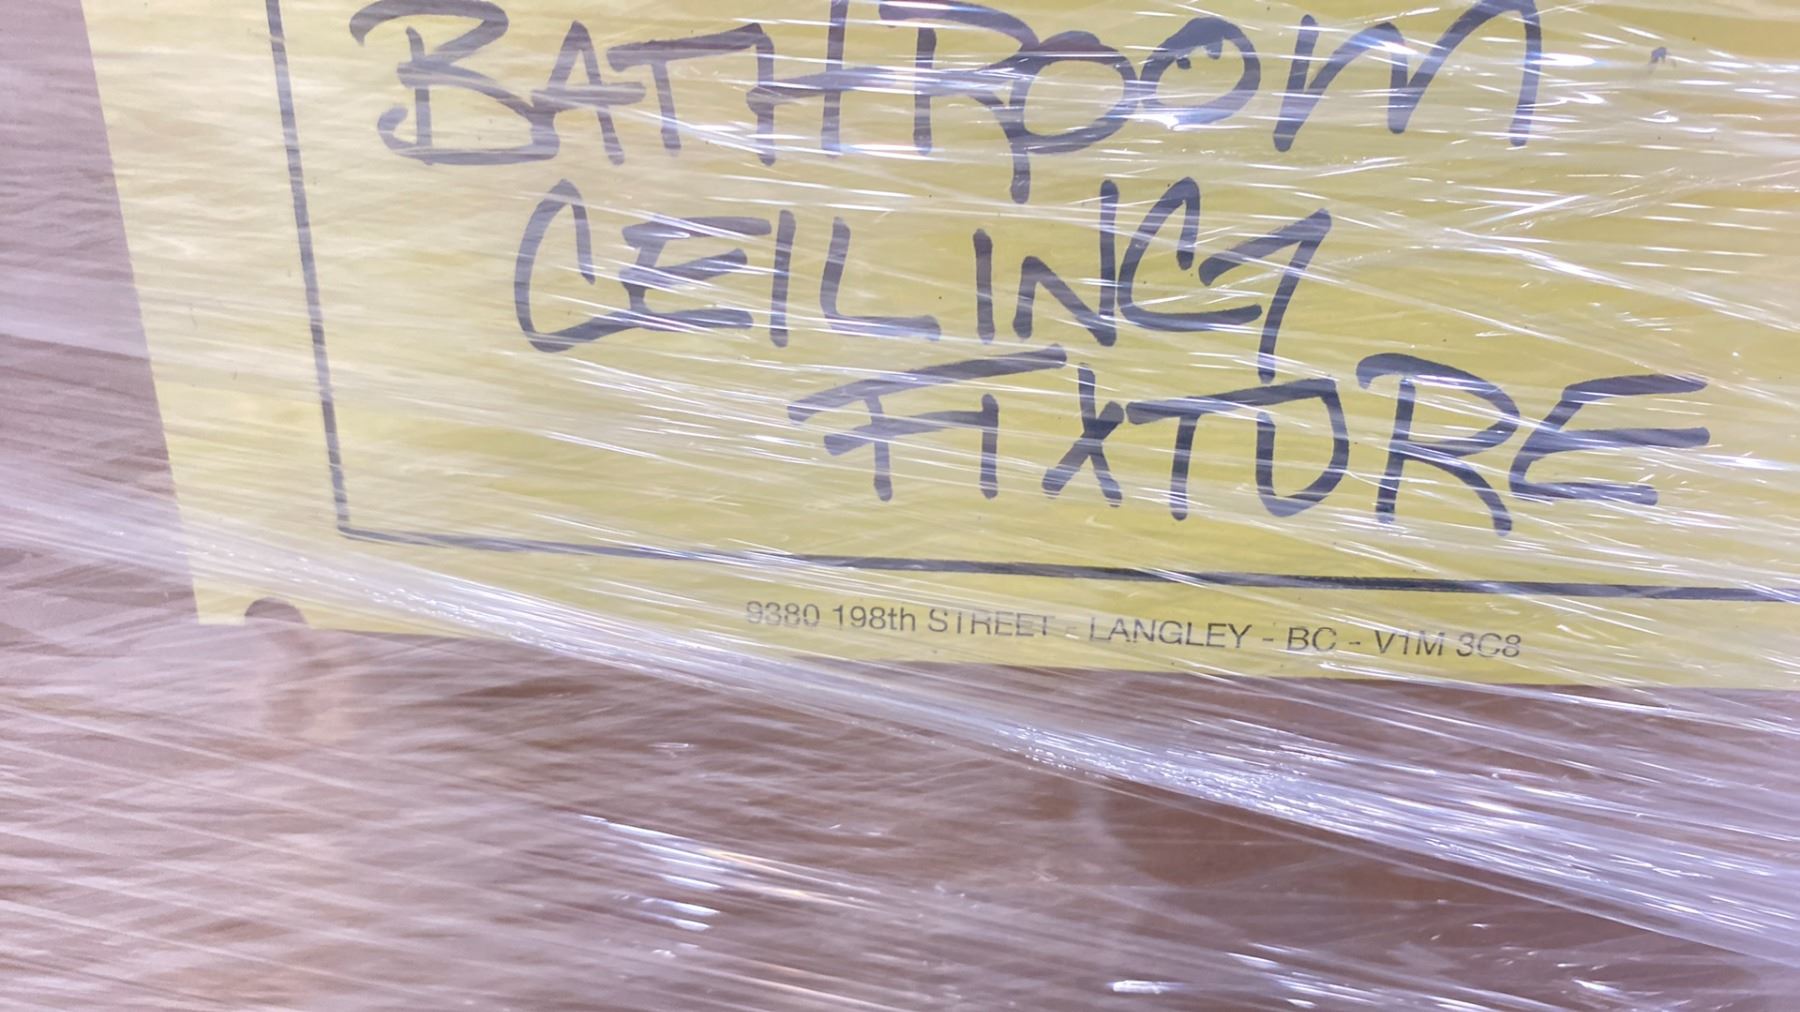 BATHROOM
CEILING
FIXTURE
9380 198th STREET - LANGLEY - BC - V1M 3C8